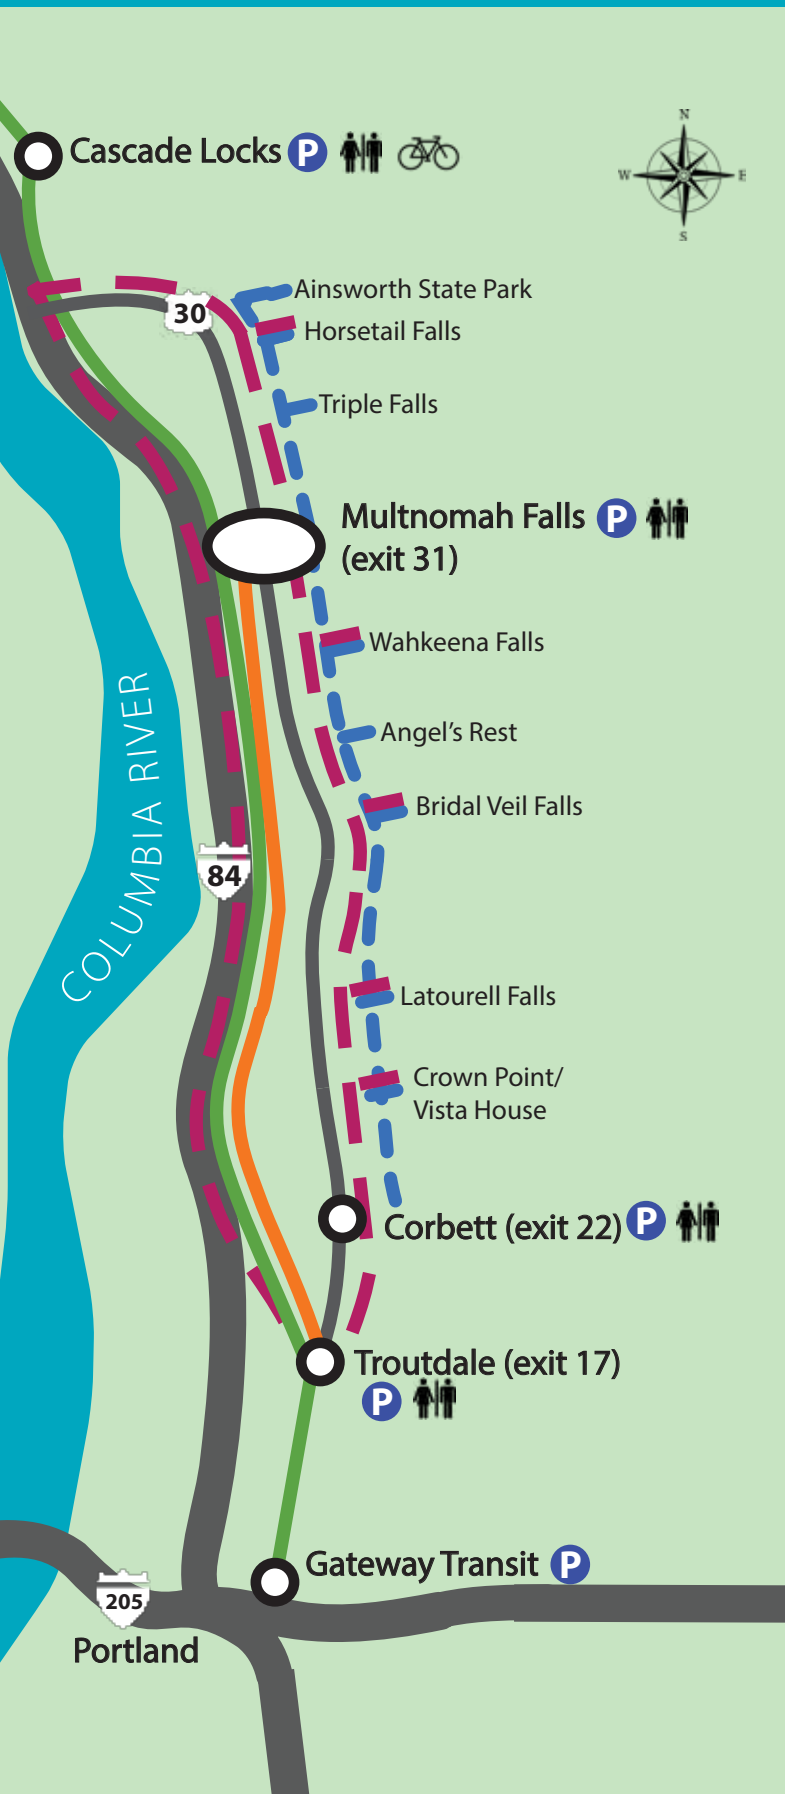 N
W
E
S
Cascade Locks P
Ainsworth State Park
30
Horsetail Falls
Triple Falls
Multnomah Falls P
(exit 31)
Wahkeena Falls
COLUMBIA RIVER
Angel's Rest
Bridal Veil Falls
84
Latourell Falls
Crown Point/
Vista House
Corbett (exit 22) P
Troutdale (exit 17)
P
Gateway Transit P
205
Portland